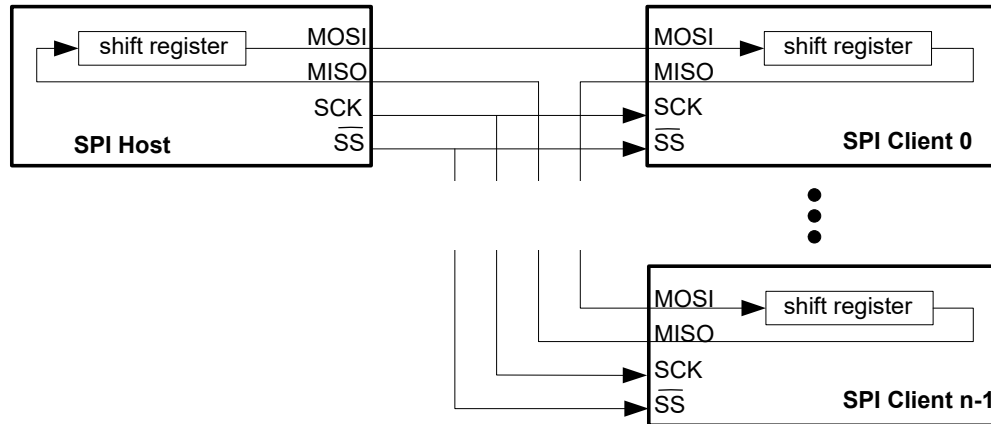 shift register
MOSI
MISO
SCK
SS
SPI Host
MOSI
shift register
MISO
SCK
SS
SPI Client 0
MOSI
shift register
MISO
SCK
SS
SPI Client n-1